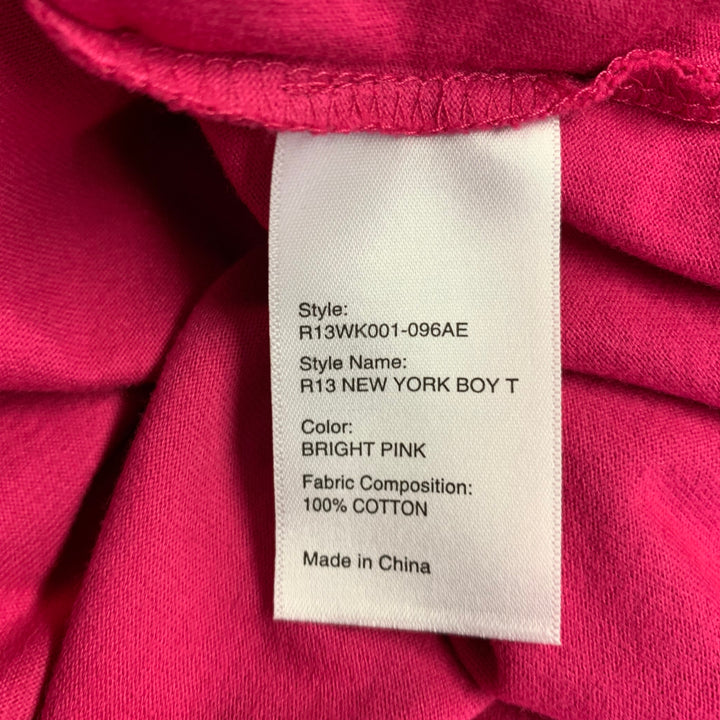 Style:
R13WK001-096AE
Style Name:
R13 NEW YORK BOY T
Color:
BRIGHT PINK
Fabric Composition:
100% COTTON
Made in China